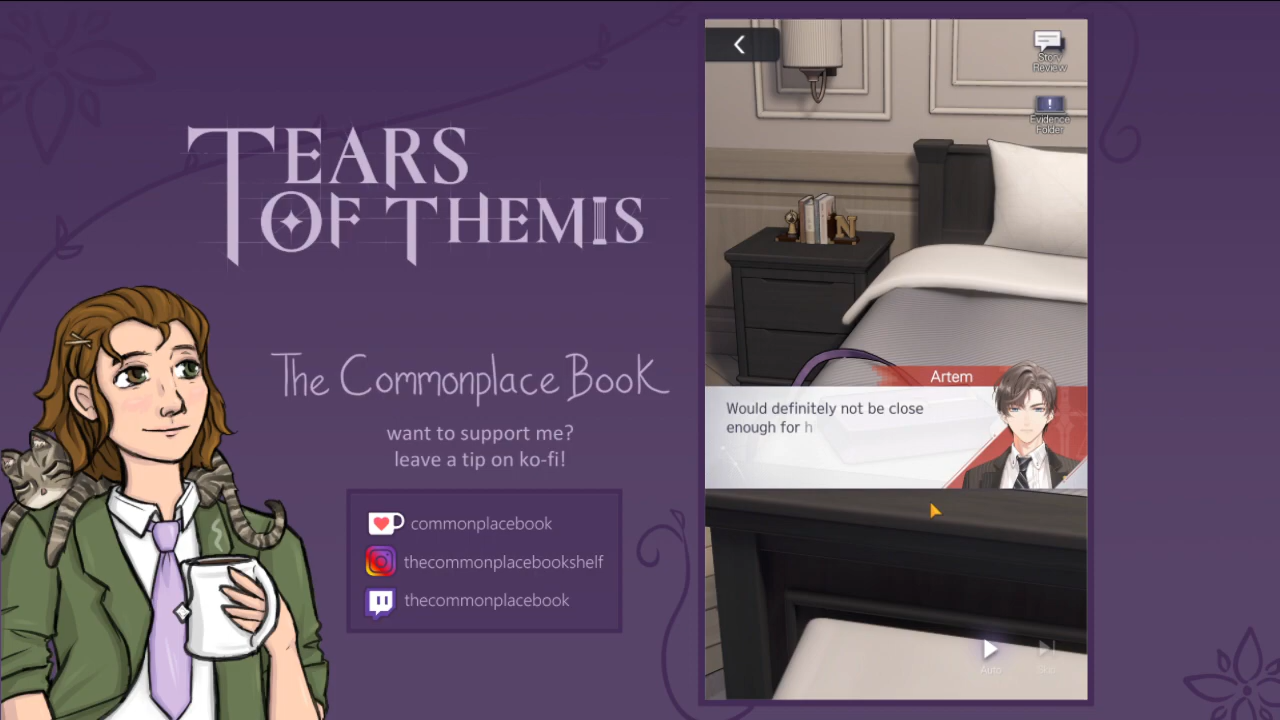 TEARS
OF THEMIS
The Commonplace Book
want to support me?
leave a tip on ko-fi!
commonplacebook
thecommonplacebookshelf
thecommonplacebook
Story
Review
Evidence
Folder
N
Artem
Would definitely not be close
enough for h
Auto
Skip